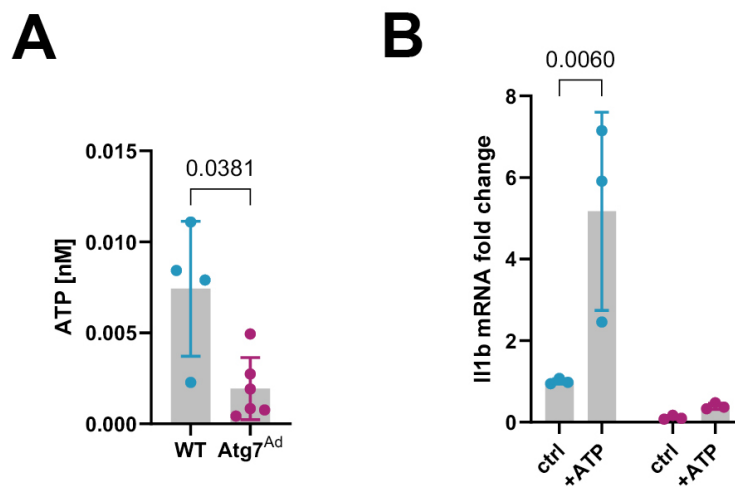 A
0.0381
ATP [nM]
0.015
0.010
0.005
0.000
WT
Atg7Ad
B
0.0060
Il1b mRNA fold change
8
6
4
2
0
ctrl
+ATP
ctrl
+ATP